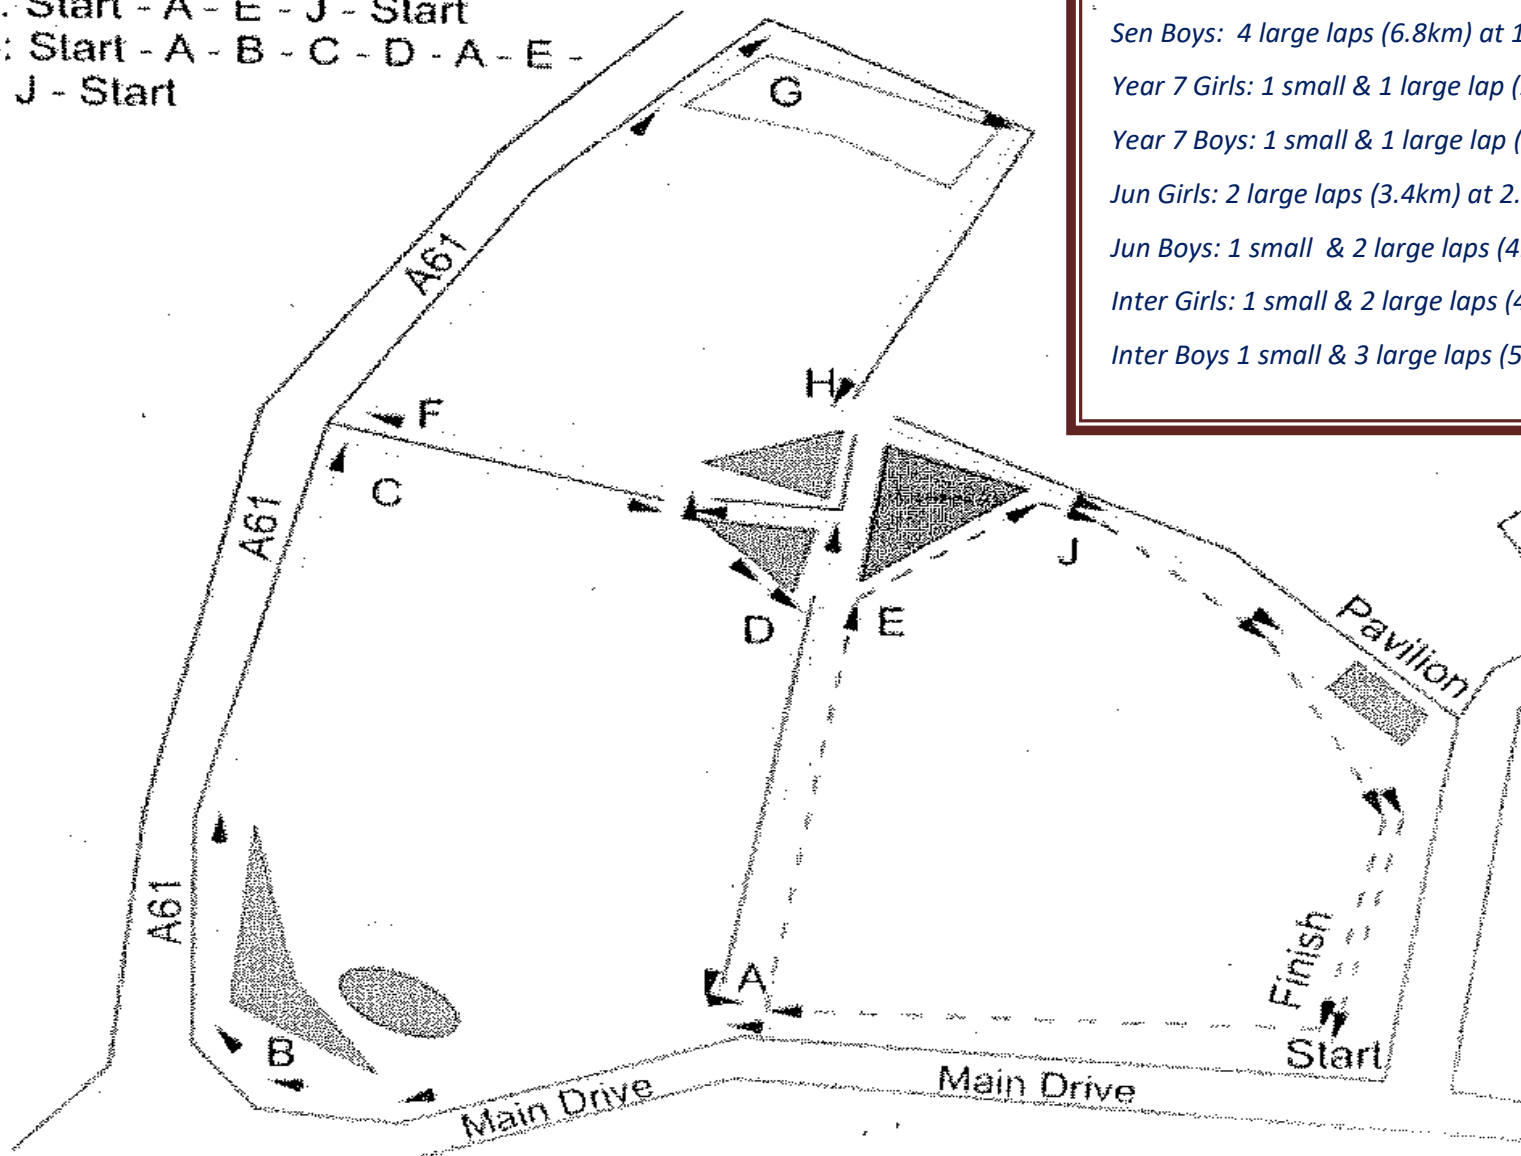 . Start - A - E - J - Start
: Start - A - B - C - D - A - E -
J - Start
Sen Boys: 4 large laps (6.8km) at 1
Year 7 Girls: 1 small & 1 large lap (
Year 7 Boys: 1 small & 1 large lap (
Jun Girls: 2 large laps (3.4km) at 2.
Jun Boys: 1 small & 2 large laps (4
Inter Girls: 1 small & 2 large laps (4
Inter Boys 1 small & 3 large laps (5
G
A61
H
F
C
A61
J
D
E
Pavilion
A61
A
Finish
B
Start
Main Drive
Main Drive